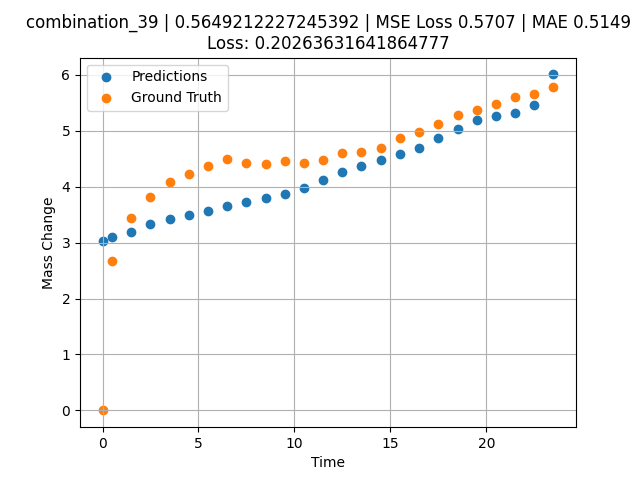 combination_39 | 0.5649212227245392 | MSE Loss 0.5707 | MAE 0.5149
Loss: 0.20263631641864777
Predictions
Ground Truth
6
5
4
3
2
1
0
Mass Change
0
5
10
15
20
Time